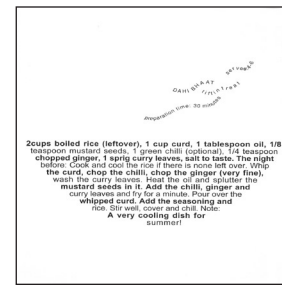 serves:6
DAHI BHAAT
preparation time: 30 minutes
2cups boiled rice (leftover), 1 cup curd, 1 tablespoon oil, 1/8
teaspoon mustard seeds, 1 green chilli (optional), 1/4 teaspoon
chopped ginger, 1 sprig curry leaves, salt to taste. The night
before: Cook and cool the rice if there is none left over. Whip
the curd, chop the chilli, chop the ginger (very fine),
wash the curry leaves. Heat the oil and splutter the
mustard seeds in it. Add the chilli, ginger and
curry leaves and fry for a minute. Pour over the
whipped curd. Add the seasoning and
rice. Stir well, cover and chill. Note:
A very cooling dish for
summer!